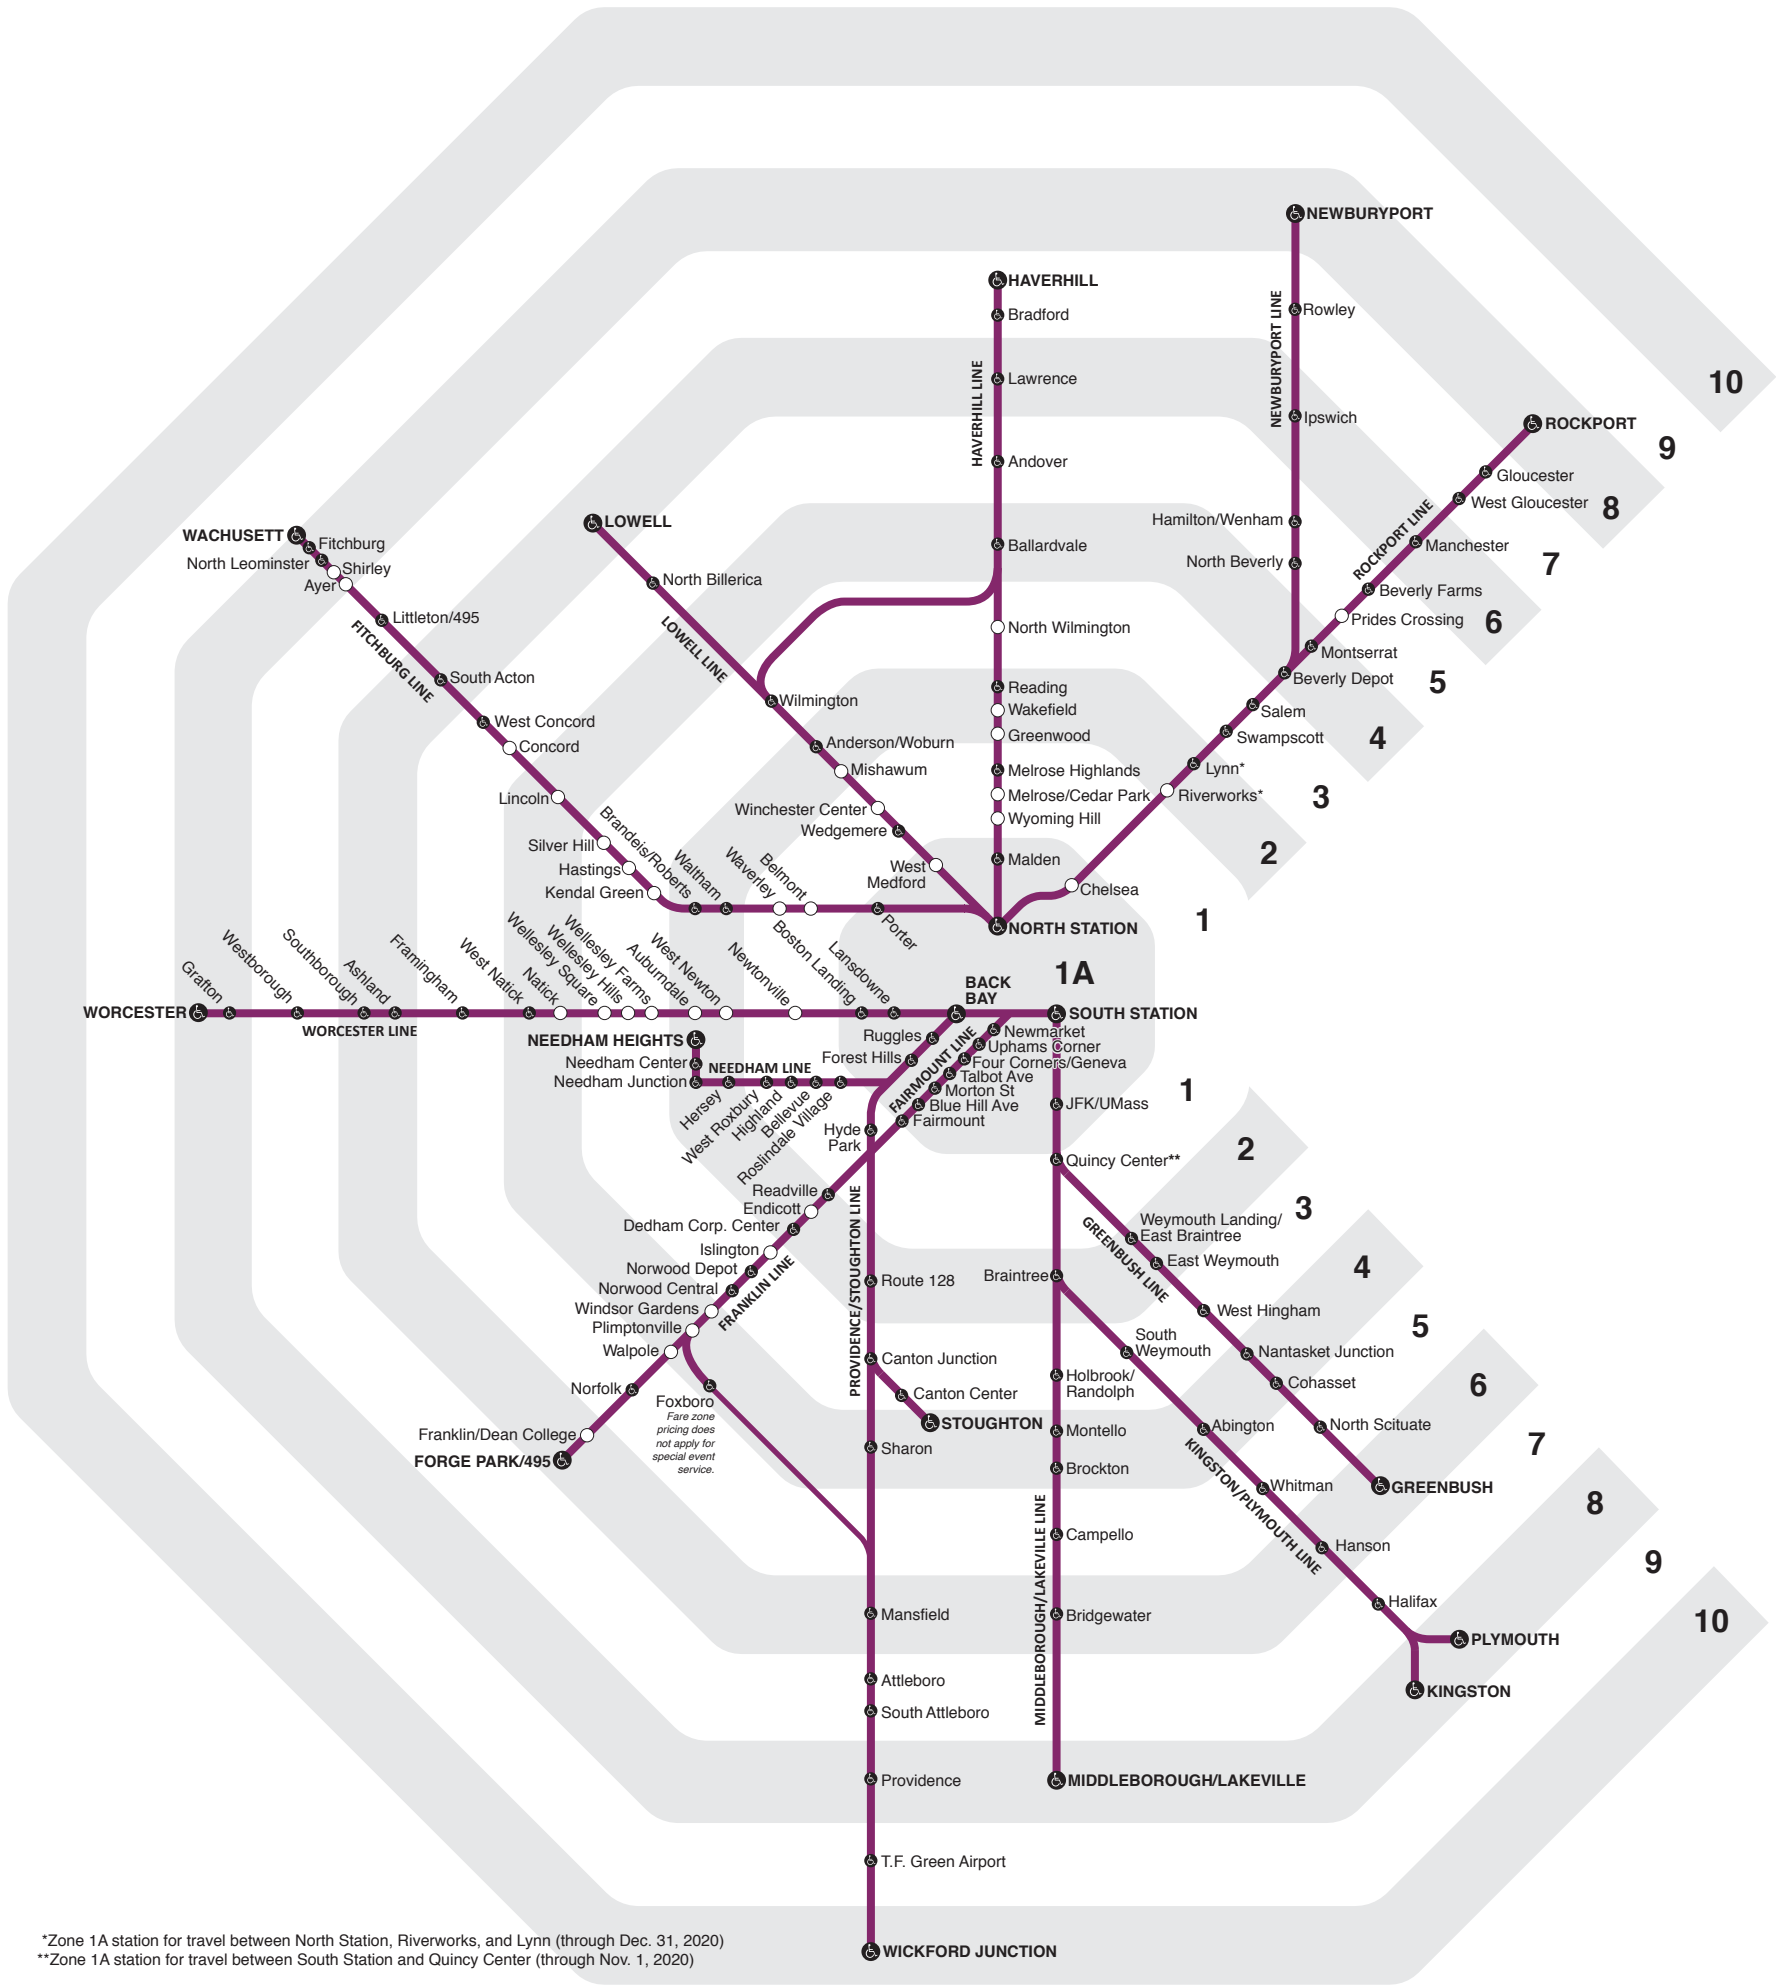 NEWBURYPORT
HAVERHILL
Bradford
Rowley
NEWBURYPORT LINE
HAVERHILL LINE
Lawrence
10
Ipswich
ROCKPORT
9
Andover
Gloucester
West Gloucester
8
ROCKPORT LINE
LOWELL
Hamilton/Wenham
WACHUSETT
Fitchburg
Ballardvale
Manchester
North Leominster
Shirley
North Beverly
7
Ayer
North Billerica
Beverly Farms
Littleton/495
Prides Crossing
6
FITCHBURG LINE
LOWELL LINE
North Wilmington
Montserrat
South Acton
Beverly Depot
5
Reading
Wilmington
Wakefield
Salem
West Concord
Greenwood
Swampscott
4
Concord
Anderson/Woburn
Mishawum
Melrose Highlands
Lynn*
Lincoln
Melrose/Cedar Park
Riverworks*
3
Winchester Center
Wyoming Hill
Wedgemere
Silver Hill
Brandeis/Roberts
2
Hastings
Waltham
Waverley
Belmont
West
Medford
Malden
Kendal Green
Chelsea
Porter
NORTH STATION
1
Grafton
Westborough
Southborough
Ashland
Framingham
West Natick
Natick
Wellesley Square
Wellesley Hills
Wellesley Farms
Auburndale
West Newton
Newtonville
Boston Landing
Lansdowne
1A
BACK
BAY
WORCESTER
SOUTH STATION
WORCESTER LINE
NEEDHAM HEIGHTS
Ruggles
Newmarket
Uphams Corner
Needham Center
Forest Hills
Four Corners/Geneva
NEEDHAM LINE
FAIRMOUNT LINE
Talbot Ave
Needham Junction
Morton St
1
Hersey
West Roxbury
Highland
Bellevue
Roslindale Village
Blue Hill Ave
JFK/UMass
Fairmount
Hyde
Park
2
Quincy Center**
Readville
Endicott
PROVIDENCE/STOUGHTON LINE
3
Dedham Corp. Center
Weymouth Landing/
East Braintree
GREENBUSH LINE
Islington
East Weymouth
4
Norwood Depot
FRANKLIN LINE
Route 128
Braintree
Norwood Central
Windsor Gardens
West Hingham
Plimptonville
5
Walpole
Canton Junction
South
Weymouth
Nantasket Junction
Norfolk
Canton Center
Holbrook/
Randolph
Cohasset
6
Foxboro
Fare zone
pricing does
not apply for
special event
service.
STOUGHTON
Montello
Abington
North Scituate
Franklin/Dean College
Sharon
7
FORGE PARK/495
Brockton
KINGSTON/PLYMOUTH LINE
Whitman
GREENBUSH
8
MIDDLEBOROUGH/LAKEVILLE LINE
Campello
Hanson
9
Mansfield
Bridgewater
Halifax
10
PLYMOUTH
Attleboro
KINGSTON
South Attleboro
Providence
MIDDLEBOROUGH/LAKEVILLE
T.F. Green Airport
WICKFORD JUNCTION
*Zone 1A station for travel between North Station, Riverworks, and Lynn (through Dec. 31, 2020)
**Zone 1A station for travel between South Station and Quincy Center (through Nov. 1, 2020)